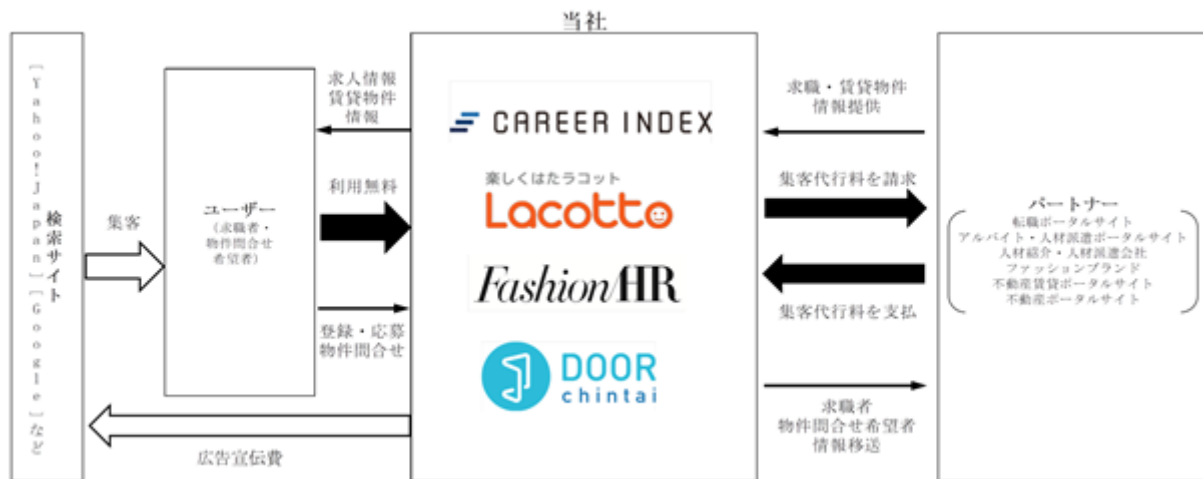 当社
検索サイト
[Yahoo!Japan][Google]など
集客
ユーザー
(求職者・
物件問合せ
希望者)
求人情報
賃貸物件
情報
利用無料
登録・応募
物件問合せ
広告宣伝費
CAREER INDEX
楽しくはたラコット
Lacotto
Fashion/HR
DOOR
chintai
求職・賃貸物件
情報提供
集客代行料を請求
集客代行料を支払
求職者
物件問合せ希望者
情報移送
パートナー
転職ポータルサイト
アルバイト・人材派遣ポータルサイト
人材紹介・人材派遣会社
ファッションブランド
不動産賃貸ポータルサイト
不動産ポータルサイト